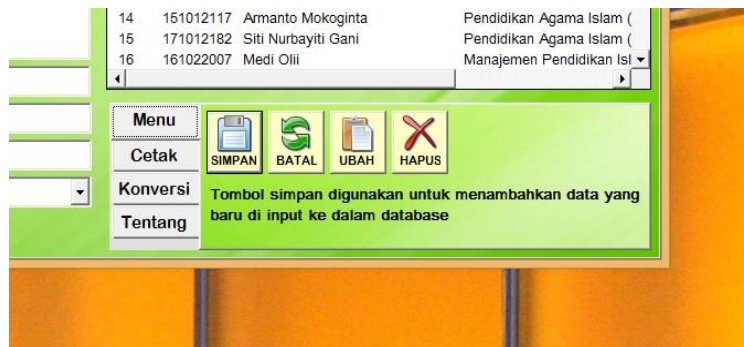 14 151012117 Armanto Mokoginta Pendidikan Agama Islam (
15 171012182 Siti Nurbayiti Gani Pendidikan Agama Islam (
16 161022007 Medi Olii Manajemen Pendidikan Isl
Menu
Cetak
Konversi
Tentang
SIMPAN BATAL UBAH HAPUS
Tombol simpan digunakan untuk menambahkan data yang
baru di input ke dalam database